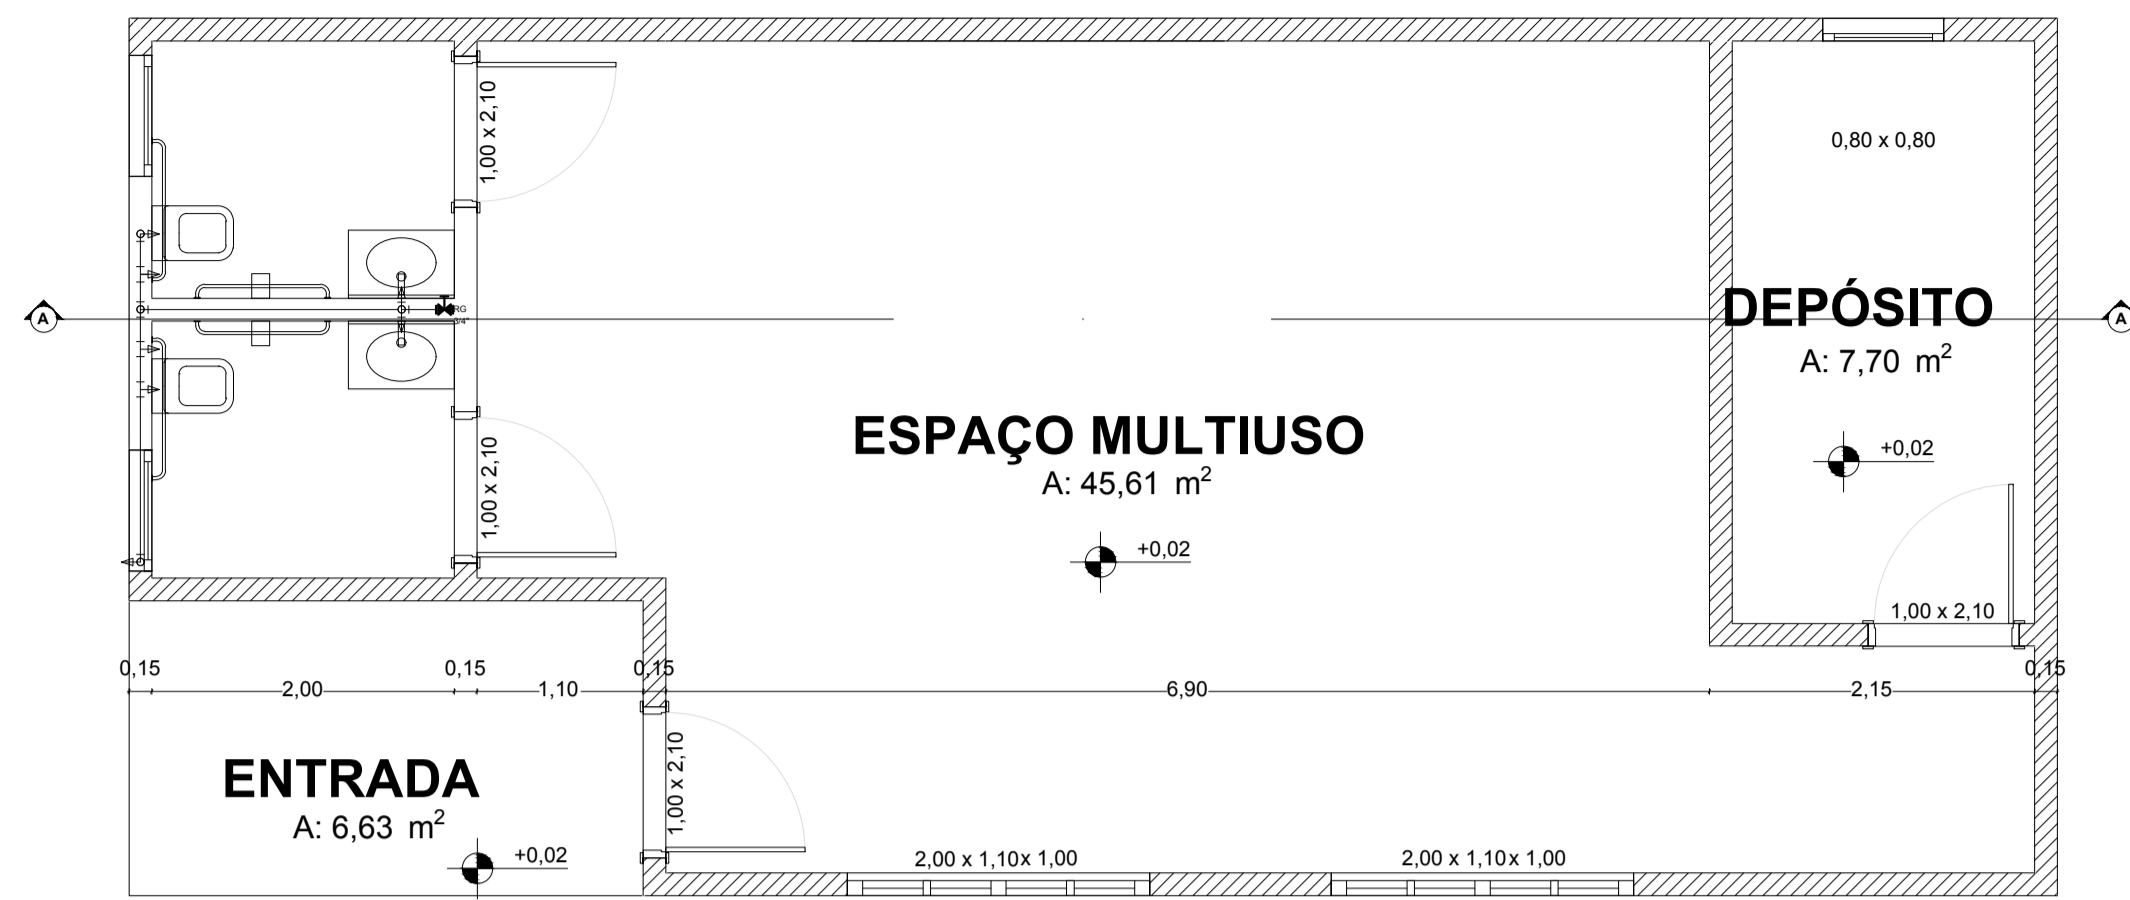 1,00 x 2,10
0,80 x 0,80
A
RG
3/4"
A
DEPÓSITO
A: 7,70 m²
ESPAÇO MULTIUSO
A: 45,61 m²
+0,02
1,00 x 2,10
+0,02
1,00 x 2,10
0,15
2,00
0,15
1,10
0,15
6,90
2,15
0,15
ENTRADA
A: 6,63 m²
+0,02
1,00 x 2,10
2,00 x 1,10 x 1,00
2,00 x 1,10 x 1,00